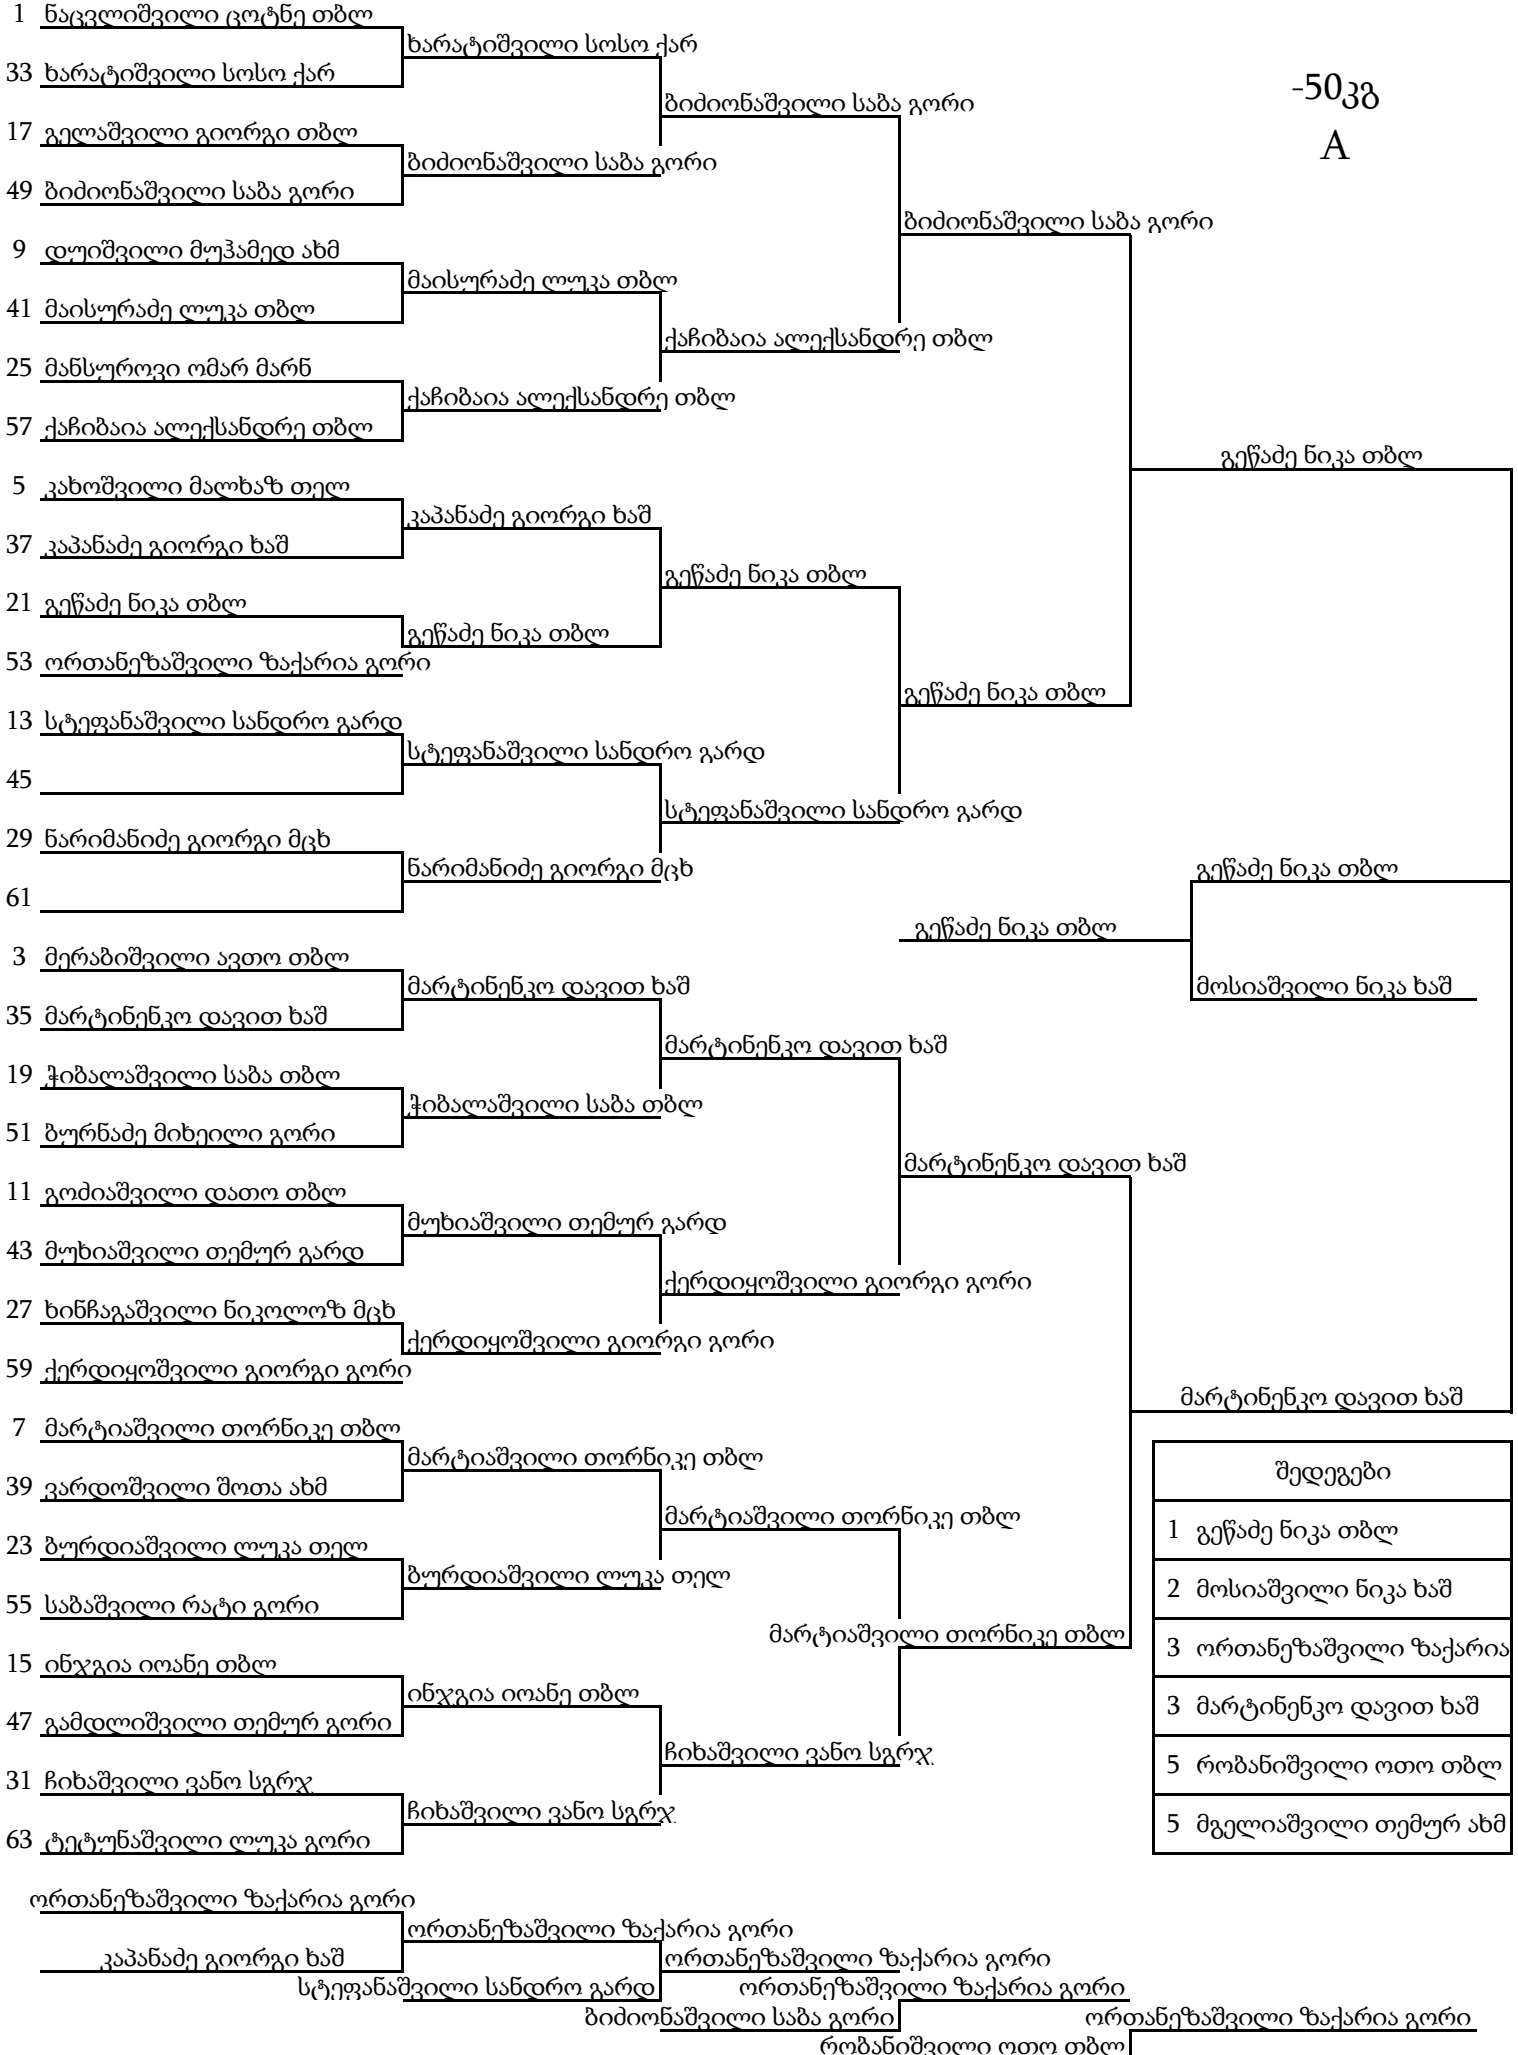 1 ნაცვლიშვილი ცოტნე თბლ
ხარატიშვილი სოსო ქარ
33 ხარატიშვილი სოსო ქარ
-50კგ
ბიძიონაშვილი საბა გორი
17 გელაშვილი გიორგი თბლ
A
ბიძიონაშვილი საბა გორი
49 ბიძიონაშვილი საბა გორი
ბიძიონაშვილი საბა გორი
9 დუიშვილი მუჰამედ ახმ
მაისურაძე ლუკა თბლ
41 მაისურაძე ლუკა თბლ
ქაჩიბაია ალექსანდრე თბლ
25 მანსუროვი ომარ მარნ
ქაჩიბაია ალექსანდრე თბლ
57 ქაჩიბაია ალექსანდრე თბლ
გეწაძე ნიკა თბლ
5 კახოშვილი მალხაზ თელ
კაპანაძე გიორგი ხაშ
37 კაპანაძე გიორგი ხაშ
გეწაძე ნიკა თბლ
21 გეწაძე ნიკა თბლ
გეწაძე ნიკა თბლ
53 ორთანეზაშვილი ზაქარია გორი
გეწაძე ნიკა თბლ
13 სტეფანაშვილი სანდრო გარდ
სტეფანაშვილი სანდრო გარდ
45
სტეფანაშვილი სანდრო გარდ
29 ნარიმანიძე გიორგი მცხ
ნარიმანიძე გიორგი მცხ
გეწაძე ნიკა თბლ
61
გეწაძე ნიკა თბლ
3 მერაბიშვილი ავთო თბლ
მარტინენკო დავით ხაშ
მოსიაშვილი ნიკა ხაშ
35 მარტინენკო დავით ხაშ
მარტინენკო დავით ხაშ
19 ჭიბალაშვილი საბა თბლ
ჭიბალაშვილი საბა თბლ
51 ბურნაძე მიხეილი გორი
მარტინენკო დავით ხაშ
11 გოძიაშვილი დათო თბლ
მუხიაშვილი თემურ გარდ
43 მუხიაშვილი თემურ გარდ
ქერდიყოშვილი გიორგი გორი
27 ხინჩაგაშვილი ნიკოლოზ მცხ
ქერდიყოშვილი გიორგი გორი
59 ქერდიყოშვილი გიორგი გორი
მარტინენკო დავით ხაშ
7 მარტიაშვილი თორნიკე თბლ
მარტიაშვილი თორნიკე თბლ
შედეგები
39 ვარდოშვილი შოთა ახმ
მარტიაშვილი თორნიკე თბლ
1 გეწაძე ნიკა თბლ
23 ბურდიაშვილი ლუკა თელ
ბურდიაშვილი ლუკა თელ
2 მოსიაშვილი ნიკა ხაშ
55 საბაშვილი რატი გორი
მარტიაშვილი თორნიკე თბლ
3 ორთანეზაშვილი ზაქარია
15 ინჯგია იოანე თბლ
ინჯგია იოანე თბლ
3 მარტინენკო დავით ხაშ
47 გამდლიშვილი თემურ გორი
ჩიხაშვილი ვანო სგრჯ
5 რობანიშვილი ოთო თბლ
31 ჩიხაშვილი ვანო სგრჯ
ჩიხაშვილი ვანო სგრჯ
5 მგელიაშვილი თემურ ახმ
63 ტეტუნაშვილი ლუკა გორი
ორთანეზაშვილი ზაქარია გორი
ორთანეზაშვილი ზაქარია გორი
კაპანაძე გიორგი ხაშ
ორთანეზაშვილი ზაქარია გორი
სტეფანაშვილი სანდრო გარდ
ორთანეზაშვილი ზაქარია გორი
ბიძიონაშვილი საბა გორი
ორთანეზაშვილი ზაქარია გორი
რობანიშვილი ოთო თბლ